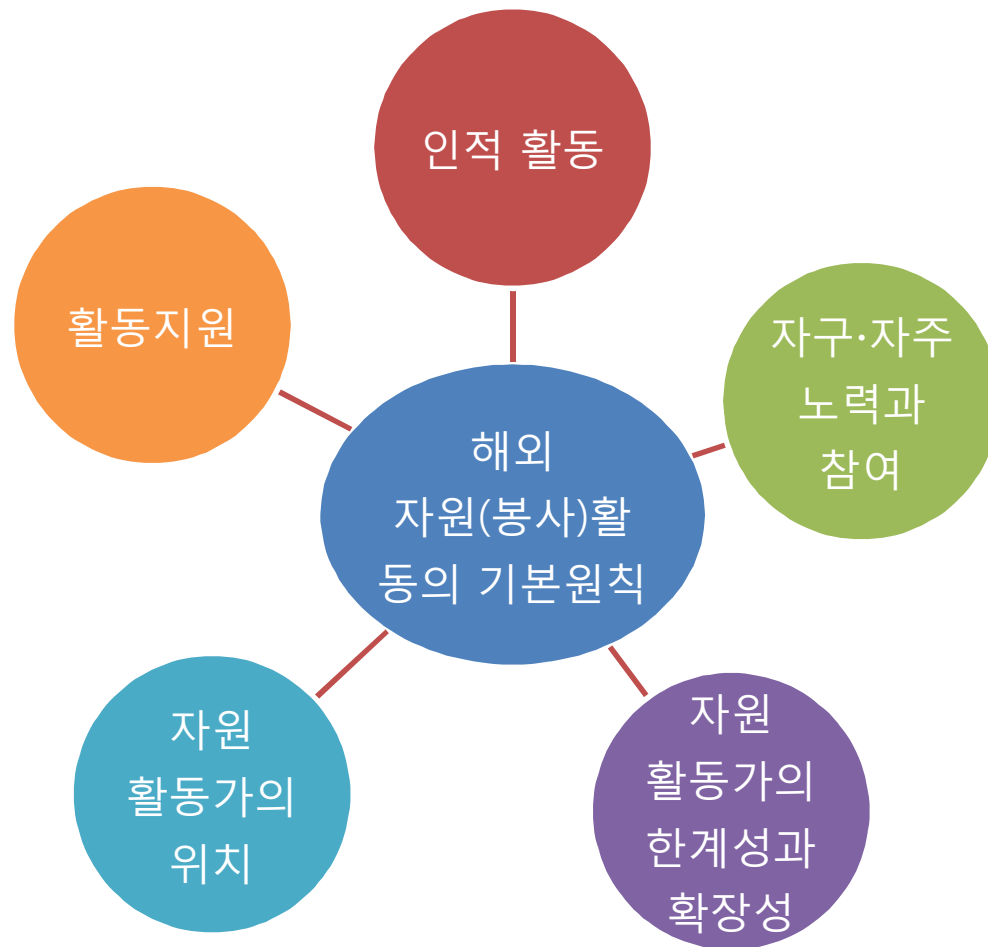 인적 활동
활동지원
자구·자주
노력과
참여
해외
자원(봉사)활
동의 기본원칙
자원
활동가의
위치
자원
활동가의
한계성과
확장성